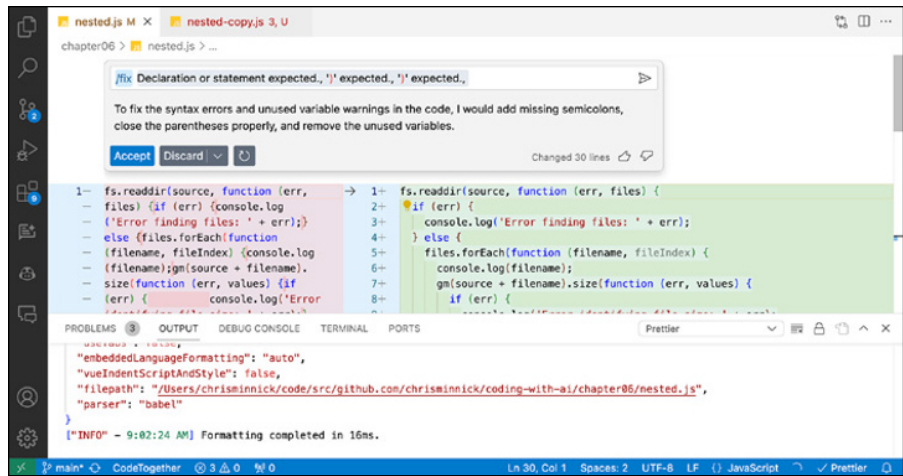 nested.js M ×
nested-copy.js 3, U
chapter06 > nested.js > ...
/fix Declaration or statement expected., ')' expected., ')' expected.,
To fix the syntax errors and unused variable warnings in the code, I would add missing semicolons,
close the parentheses properly, and remove the unused variables.
Accept Discard
Changed 30 lines
1− fs.readdir(source, function (err,
− files) {if (err) {console.log
− ('Error finding files: ' + err);}
− else {files.forEach(function
− (filename, fileIndex) {console.log
− (filename);gm(source + filename).
− size(function (err, values) {if
− (err) { console.log('Error
→ 1+ fs.readdir(source, function (err, files) {
2+ if (err) {
3+ console.log('Error finding files: ' + err);
4+ } else {
5+ files.forEach(function (filename, fileIndex) {
6+ console.log(filename);
7+ gm(source + filename).size(function (err, values) {
8+ if (err) {
PROBLEMS 3 OUTPUT DEBUG CONSOLE TERMINAL PORTS
Prettier
"embeddedLanguageFormatting": "auto",
"vueIndentScriptAndStyle": false,
"filepath": "/Users/chrisminnick/code/src/github.com/chrisminnick/coding-with-ai/chapter06/nested.js",
"parser": "babel"
}
["INFO" – 9:02:24 AM] Formatting completed in 16ms.
2
9
main* CodeTogether 3 0 0
Ln 30, Col 1 Spaces: 2 UTF-8 LF {} JavaScript ✓ Prettier